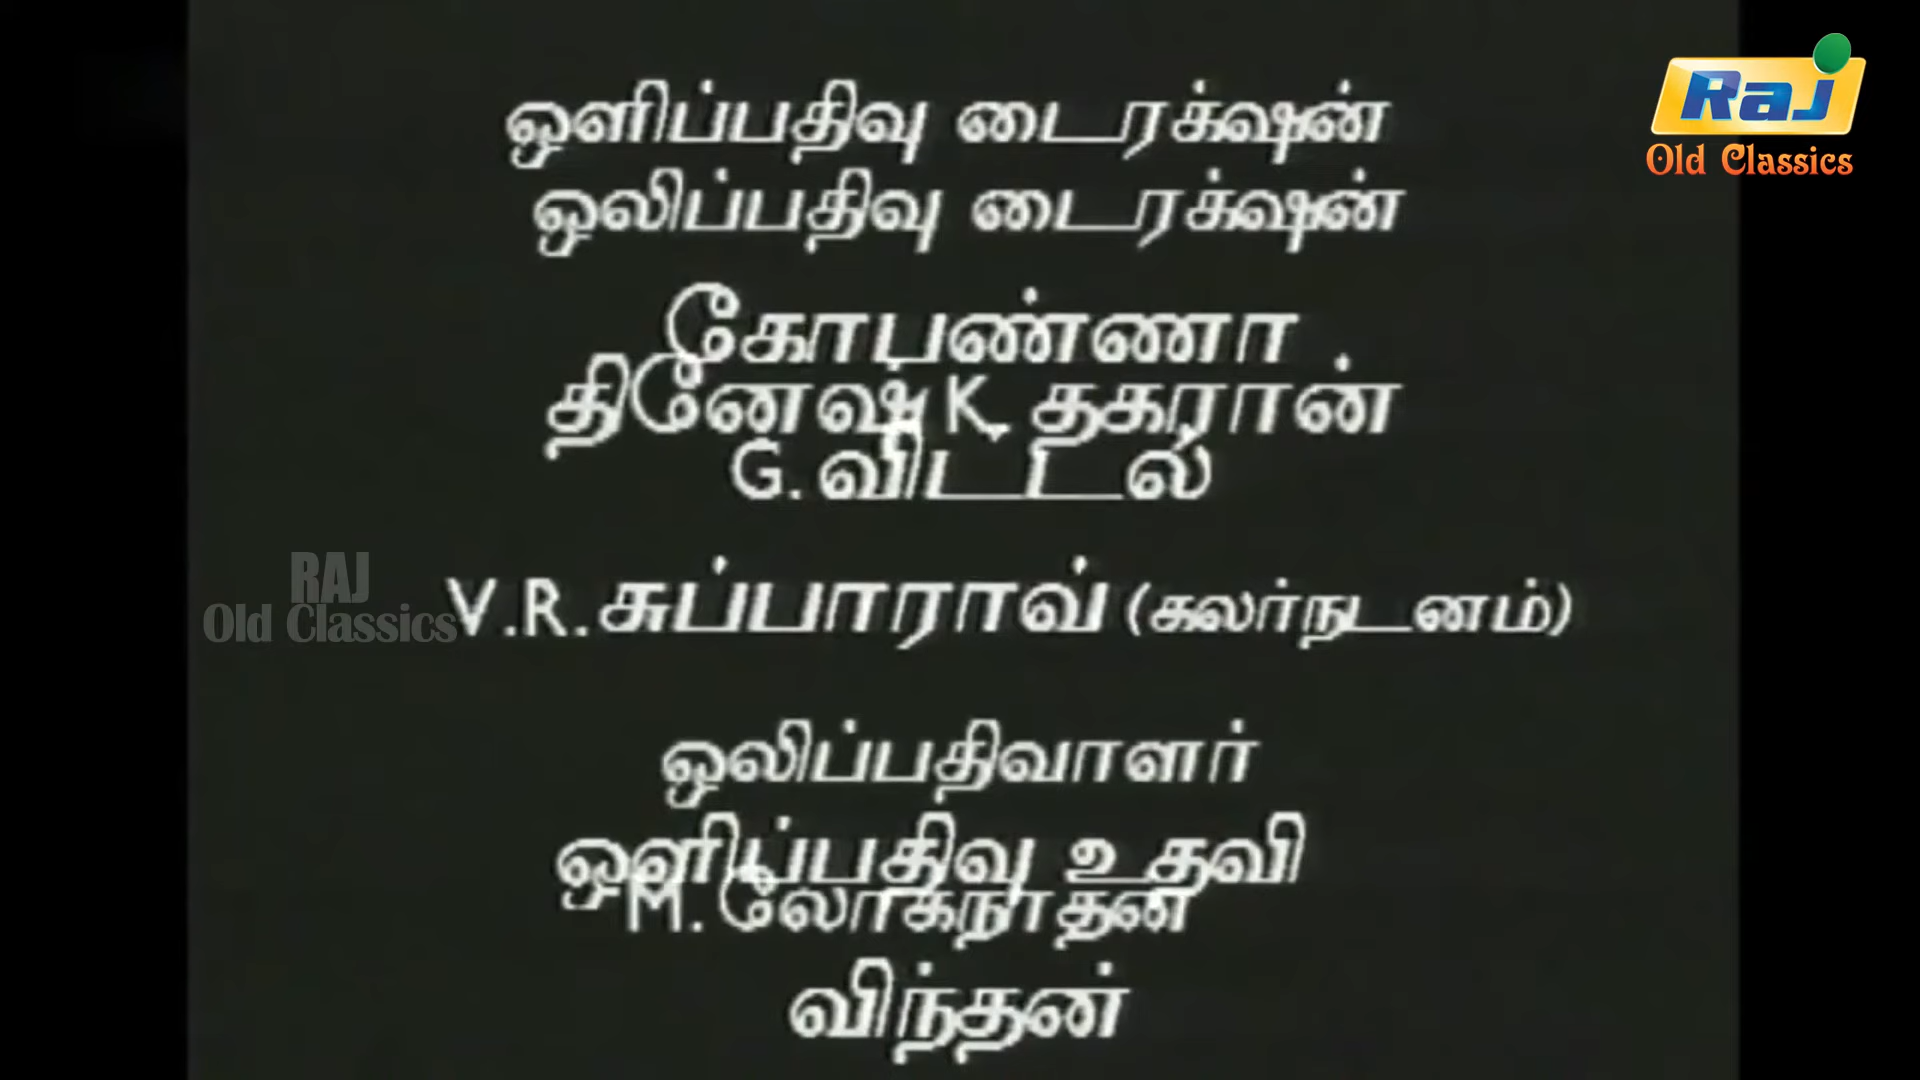 Raj
Old Classics
ஒளிப்பதிவு டைரக்‌ஷன்
ஒலிப்பதிவு டைரக்‌ஷன்
கோபண்ணா
தினேஷ் K. தகரான்
G. விட்டல்
RAJ
Old Classics
V.R. சுப்பாராவ் (கலர்நடனம்)
ஒலிப்பதிவாளர்
ஒளிப்பதிவு உதவி
M. லோகநாதன்
விந்தன்